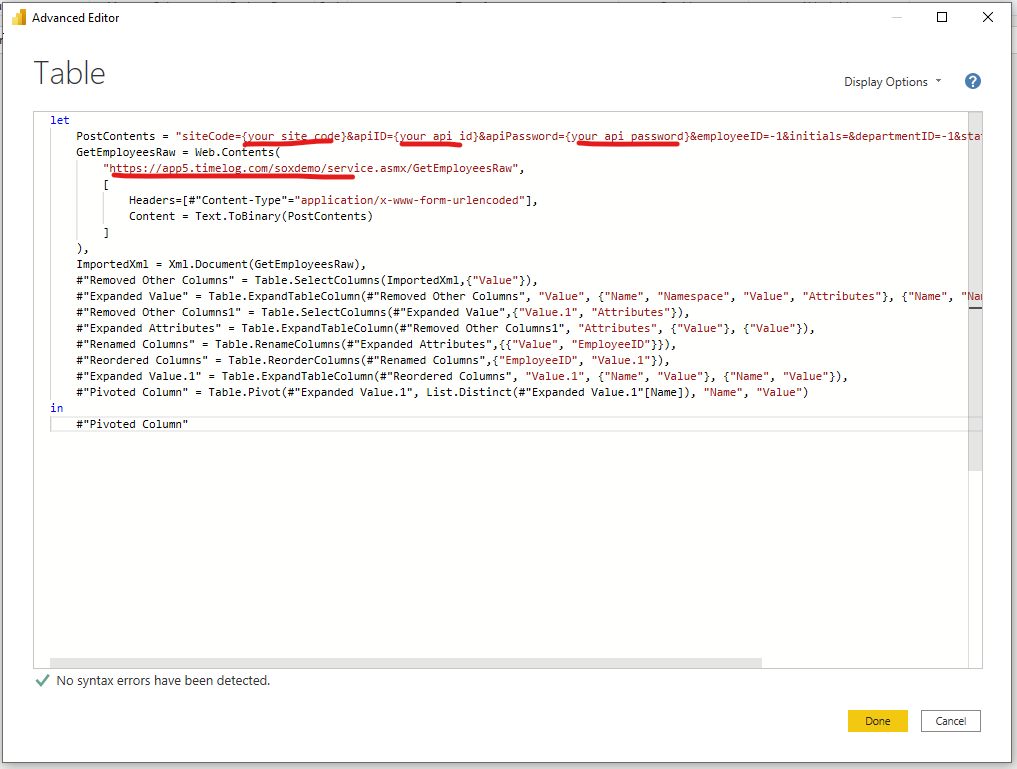 Advanced Editor
Table
Display Options
?
let
PostContents = "siteCode={your site code}&apiID={your api id}&apiPassword={your api password}&employeeID=-1&initials=&departmentID=-1&sta
GetEmployeesRaw = Web.Contents(
"https://app5.timelog.com/soxdemo/service.asmx/GetEmployeesRaw",
[
Headers=[#"Content-Type"="application/x-www-form-urlencoded"],
Content = Text.ToBinary(PostContents)
]
),
ImportedXml = Xml.Document(GetEmployeesRaw),
#"Removed Other Columns" = Table.SelectColumns(ImportedXml,{"Value"}),
#"Expanded Value" = Table.ExpandTableColumn(#"Removed Other Columns", "Value", {"Name", "Namespace", "Value", "Attributes"}, {"Name", "Na
#"Removed Other Columns1" = Table.SelectColumns(#"Expanded Value",{"Value.1", "Attributes"}),
#"Expanded Attributes" = Table.ExpandTableColumn(#"Removed Other Columns1", "Attributes", {"Value"}, {"Value"}),
#"Renamed Columns" = Table.RenameColumns(#"Expanded Attributes",{{"Value", "EmployeeID"}}),
#"Reordered Columns" = Table.ReorderColumns(#"Renamed Columns",{"EmployeeID", "Value.1"}),
#"Expanded Value.1" = Table.ExpandTableColumn(#"Reordered Columns", "Value.1", {"Name", "Value"}, {"Name", "Value"}),
#"Pivoted Column" = Table.Pivot(#"Expanded Value.1", List.Distinct(#"Expanded Value.1"[Name]), "Name", "Value")
in
#"Pivoted Column"
No syntax errors have been detected.
Done
Cancel